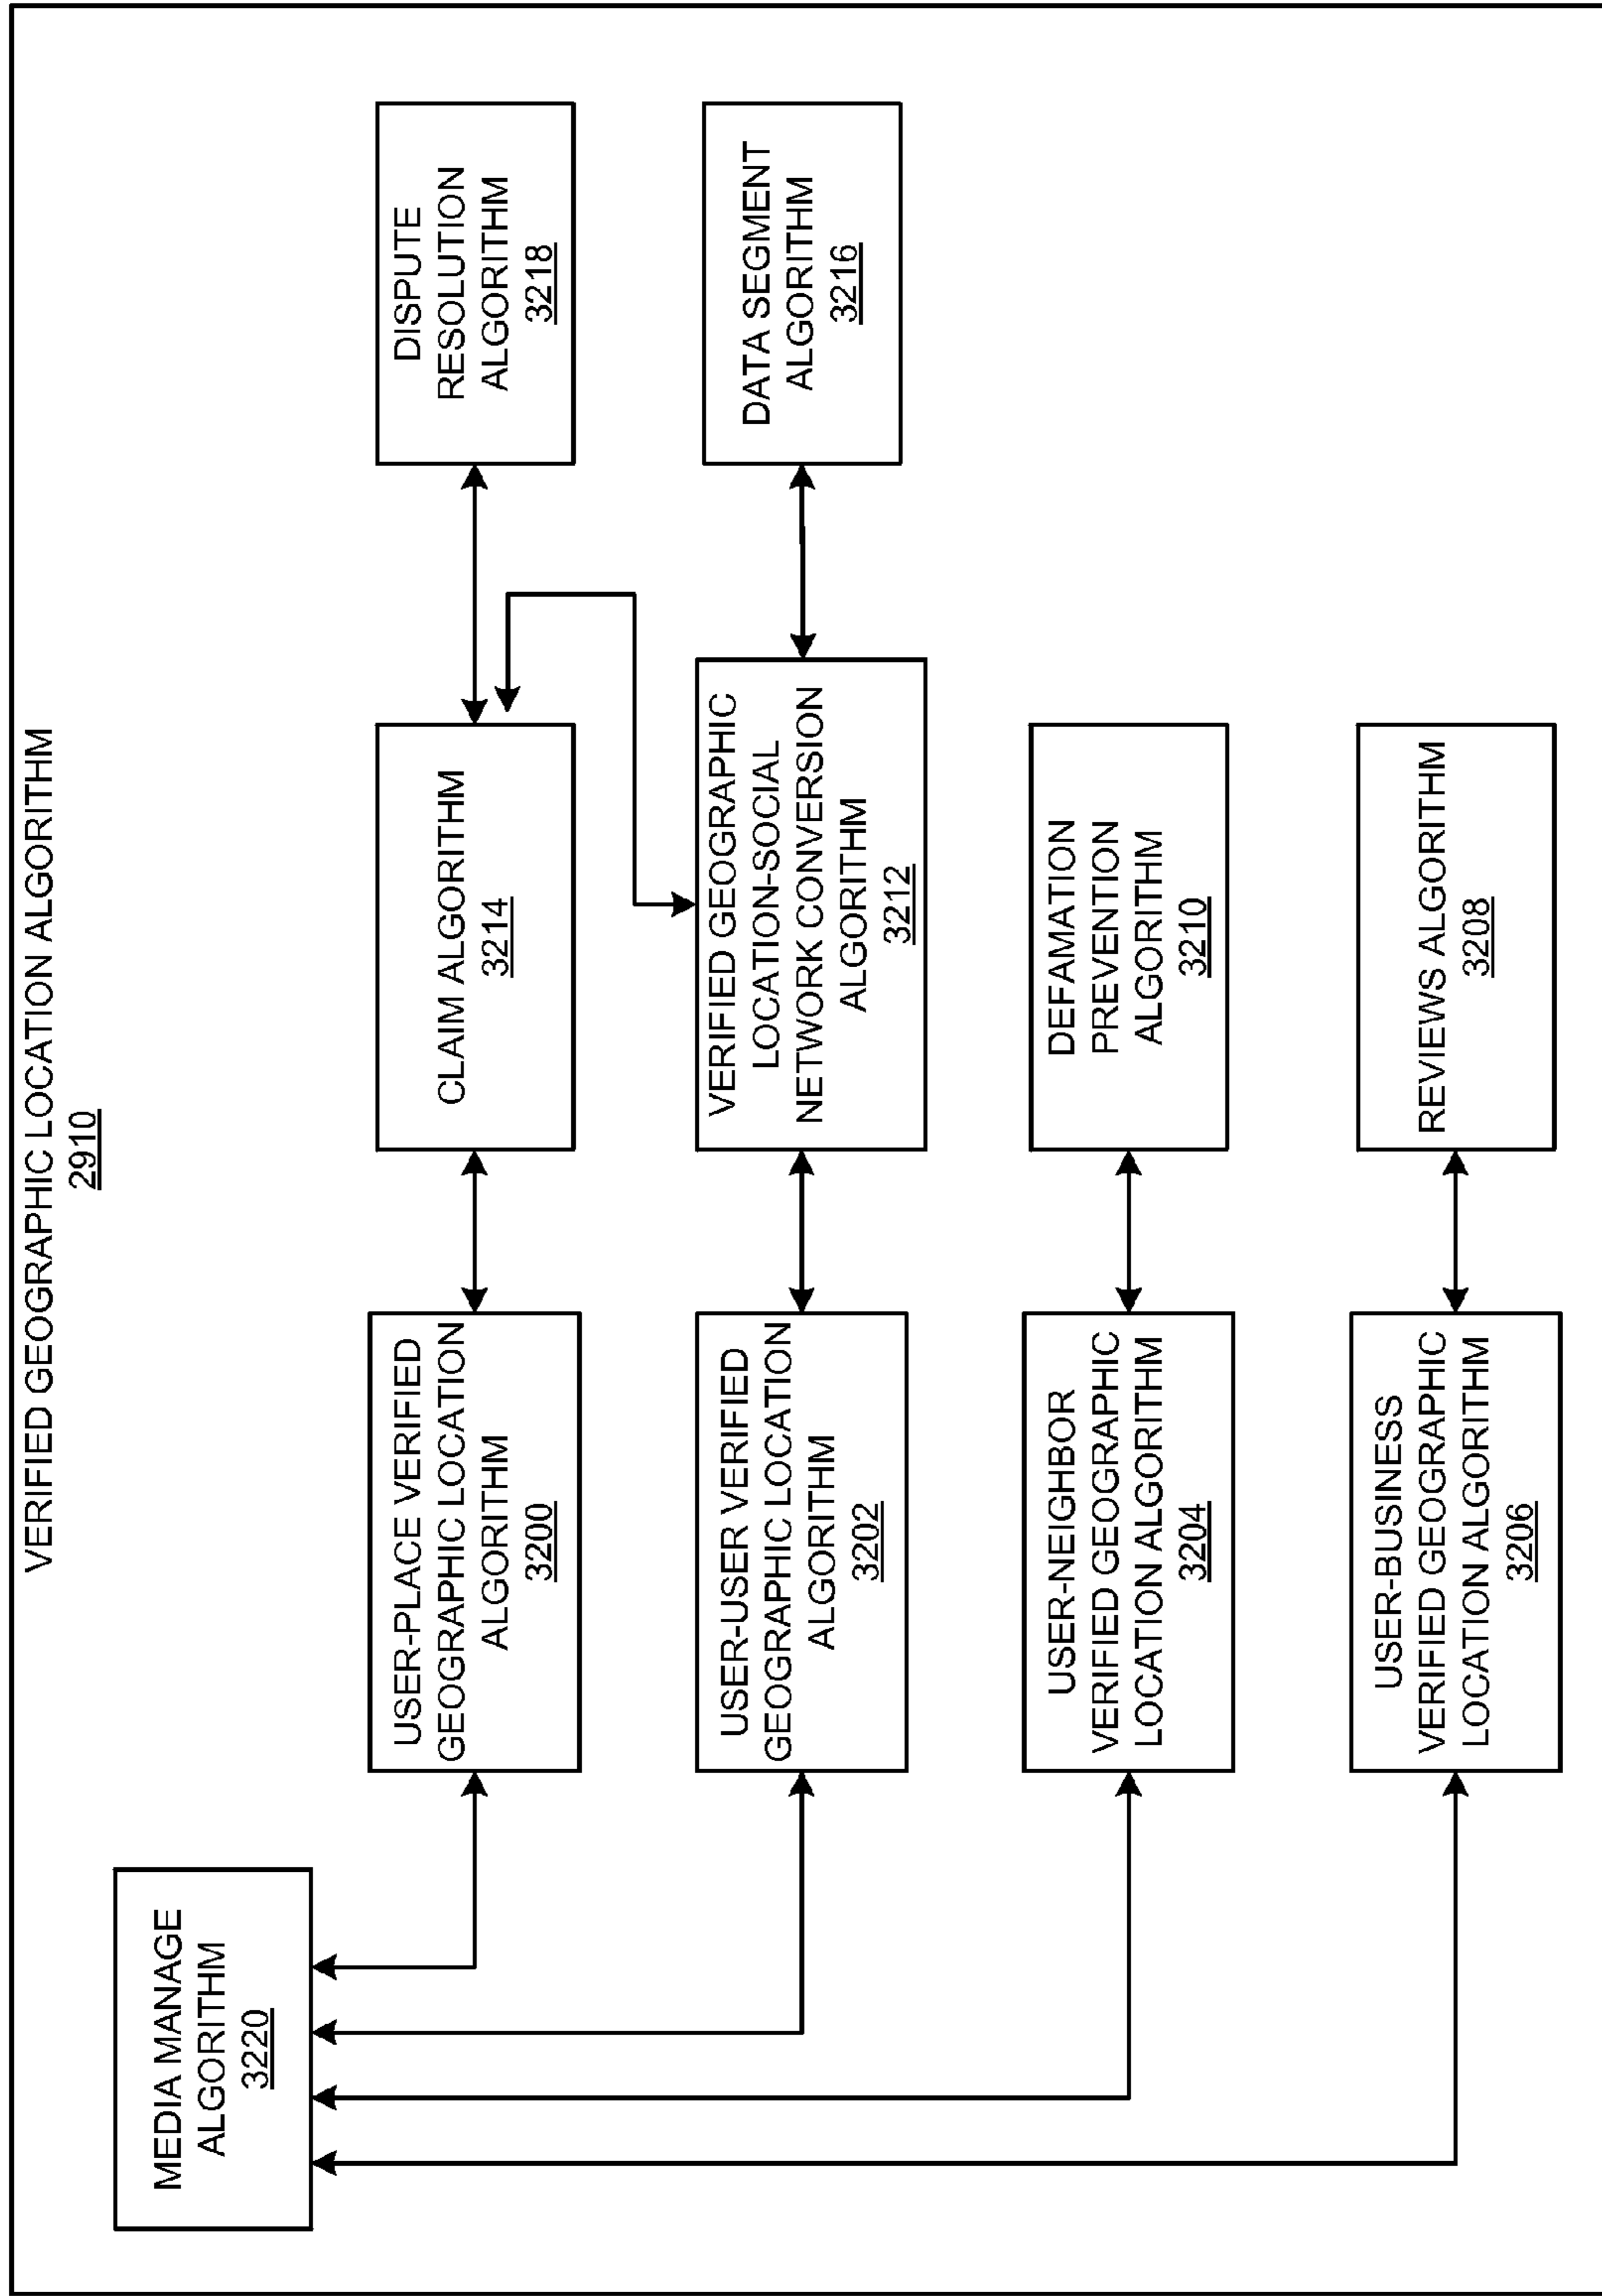 VERIFIED GEOGRAPHIC LOCATION ALGORITHM
2910
MEDIA MANAGE
ALGORITHM
3220
USER-PLACE VERIFIED
GEOGRAPHIC LOCATION
ALGORITHM
3200
CLAIM ALGORITHM
3214
DISPUTE
RESOLUTION
ALGORITHM
3218
USER-USER VERIFIED
GEOGRAPHIC LOCATION
ALGORITHM
3202
VERIFIED GEOGRAPHIC
LOCATION-SOCIAL
NETWORK CONVERSION
ALGORITHM
3212
DATA SEGMENT
ALGORITHM
3216
USER-NEIGHBOR
VERIFIED GEOGRAPHIC
LOCATION ALGORITHM
3204
DEFAMATION
PREVENTION
ALGORITHM
3210
USER-BUSINESS
VERIFIED GEOGRAPHIC
LOCATION ALGORITHM
3206
REVIEWS ALGORITHM
3208